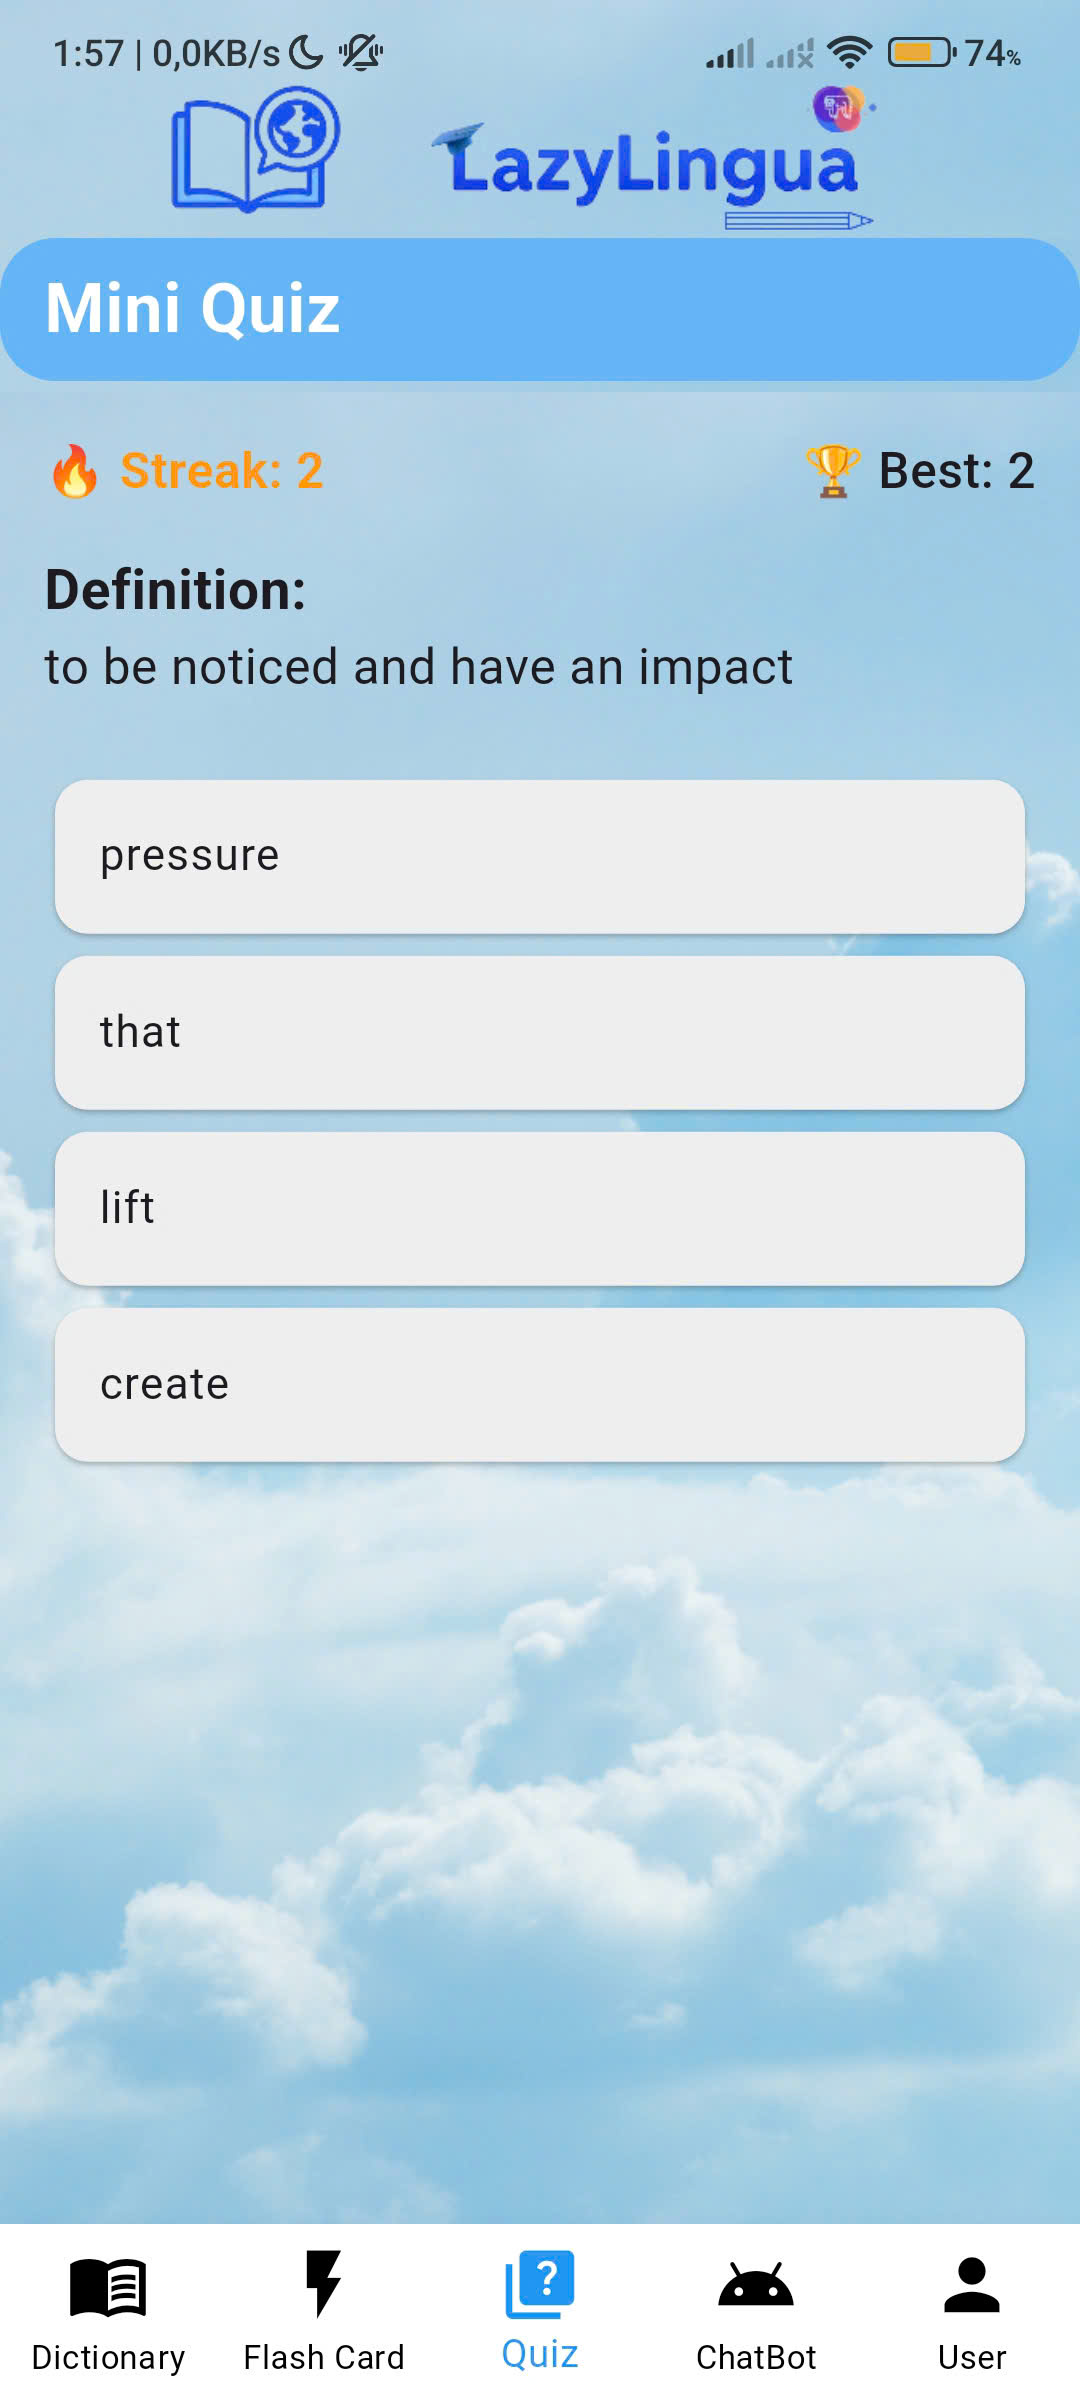 1:57 | 0,0KB/s 74%
LazyLingua
Mini Quiz
🔥 Streak: 2 🏆 Best: 2
Definition:
to be noticed and have an impact
pressure
that
lift
create
Dictionary Flash Card Quiz ChatBot User